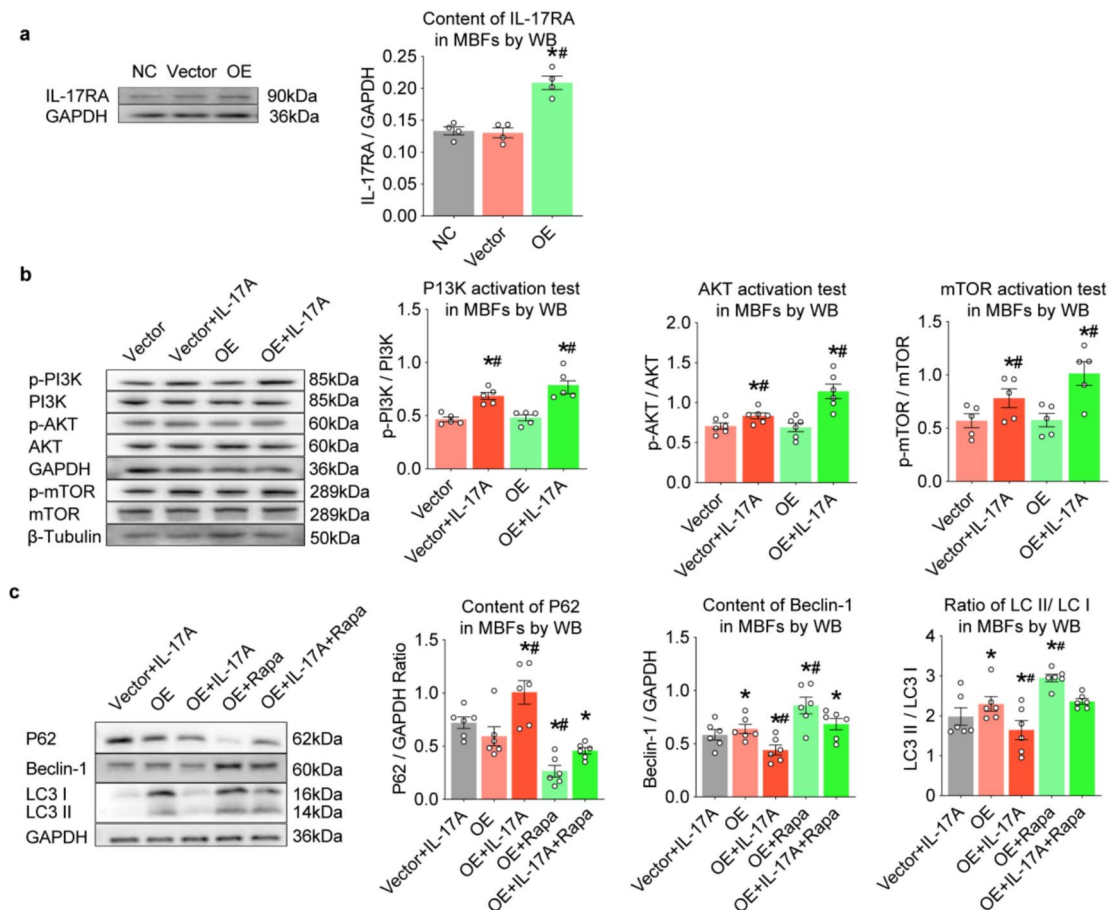 a
NC Vector OE
IL-17RA 90kDa
GAPDH 36kDa
Content of IL-17RA
in MBFs by WB
IL-17RA / GAPDH
0.25
0.20
0.15
0.10
0.05
0.00
*#
NC Vector OE
b
Vector Vector+IL-17A OE OE+IL-17A
p-PI3K 85kDa
PI3K 85kDa
p-AKT 60kDa
AKT 60kDa
GAPDH 36kDa
p-mTOR 289kDa
mTOR 289kDa
β-Tubulin 50kDa
P13K activation test
in MBFs by WB
p-PI3K / PI3K
1.5
1.0
0.5
0.0
*# *#
Vector Vector+IL-17A OE OE+IL-17A
AKT activation test
in MBFs by WB
p-AKT / AKT
2.0
1.5
1.0
0.5
0.0
*# *#
Vector Vector+IL-17A OE OE+IL-17A
mTOR activation test
in MBFs by WB
p-mTOR / mTOR
1.5
1.0
0.5
0.0
*# *#
Vector Vector+IL-17A OE OE+IL-17A
c
Vector+IL-17A OE OE+IL-17A OE+Rapa OE+IL-17A+Rapa
P62 62kDa
Beclin-1 60kDa
LC3 I 16kDa
LC3 II 14kDa
GAPDH 36kDa
Content of P62
in MBFs by WB
P62 / GAPDH Ratio
1.5
1.0
0.5
0.0
*# *# *
Vector+IL-17A OE OE+IL-17A OE+Rapa OE+IL-17A+Rapa
Content of Beclin-1
in MBFs by WB
Beclin-1 / GAPDH
1.5
1.0
0.5
0.0
* *# *# *
Vector+IL-17A OE OE+IL-17A OE+Rapa OE+IL-17A+Rapa
Ratio of LC II/ LC I
in MBFs by WB
LC3 II / LC3 I
4
3
2
1
0
* *# *#
Vector+IL-17A OE OE+IL-17A OE+Rapa OE+IL-17A+Rapa